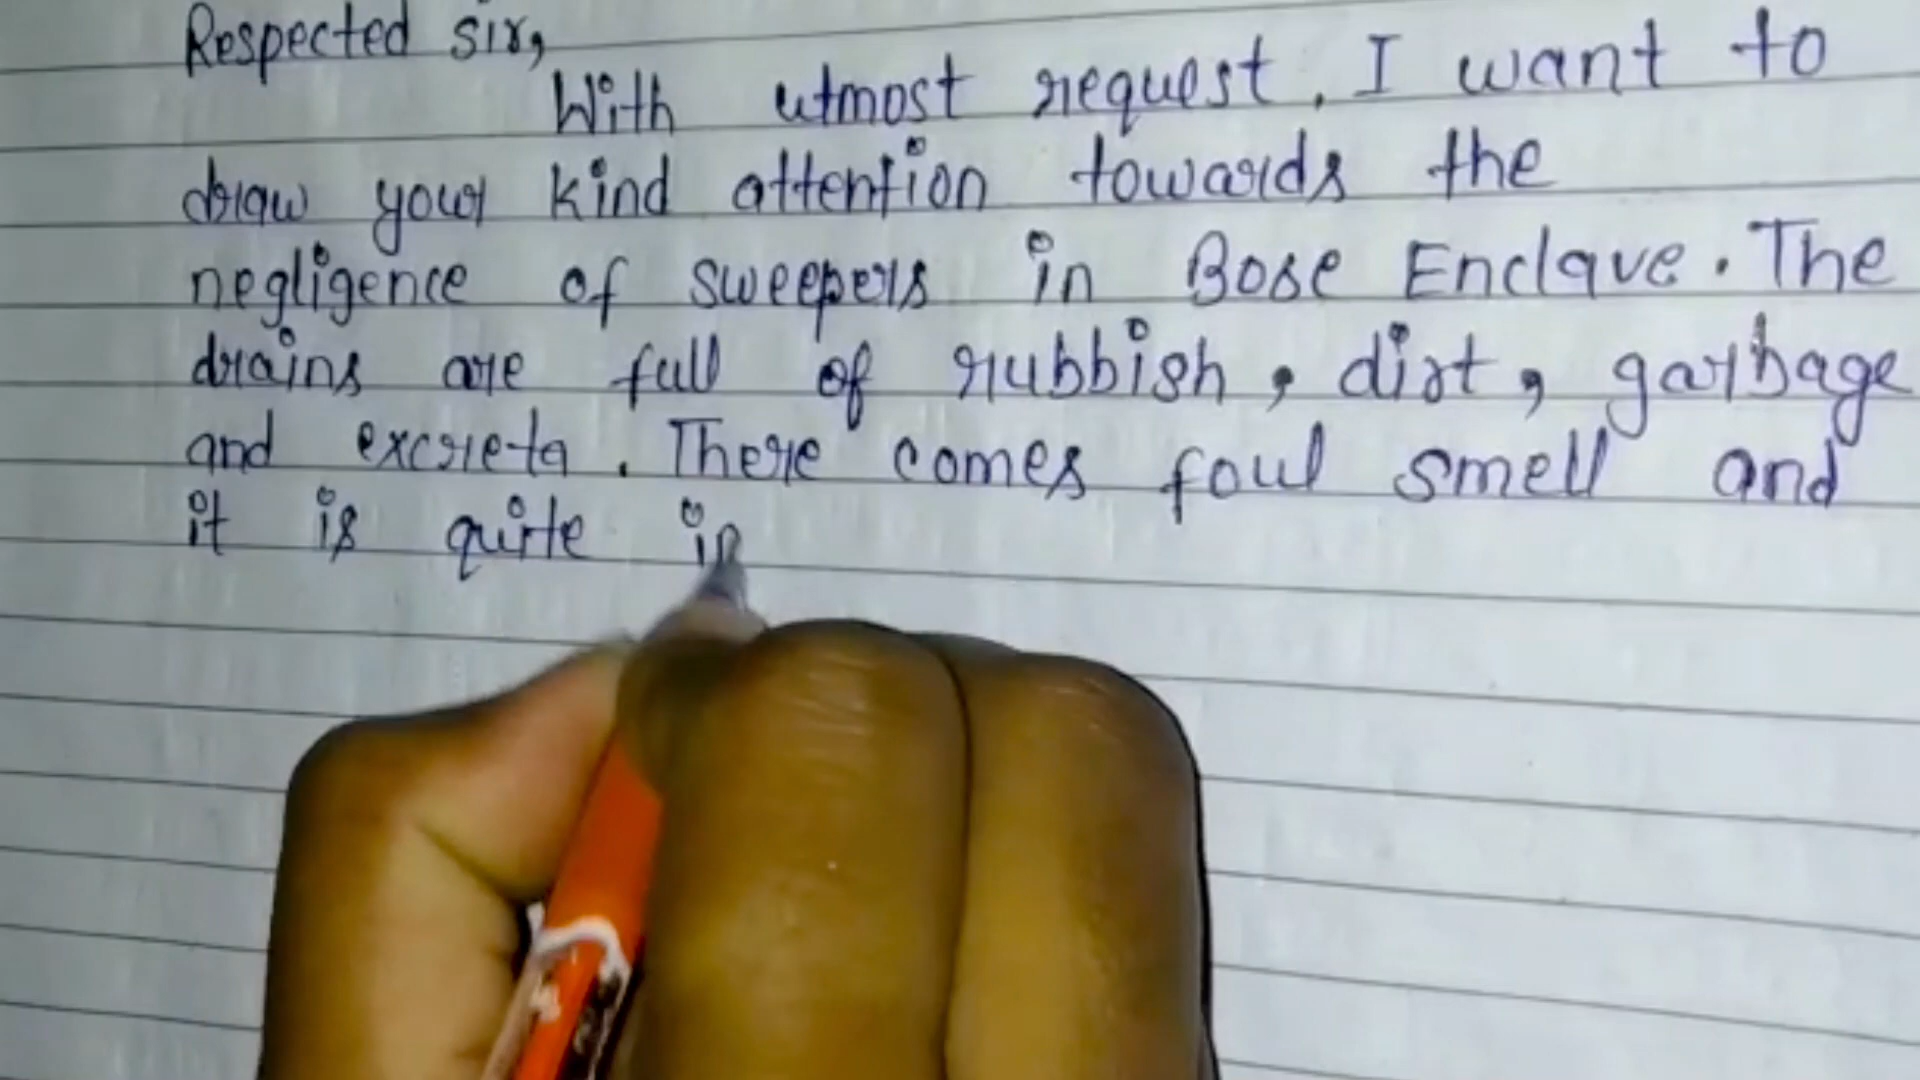 Respected sir,
With utmost request, I want to
draw your kind attention towards the
negligence of sweepers in Bose Enclave. The
drains are full of rubbish, dirt, garbage
and excreta. There comes foul smell and
it is quite in